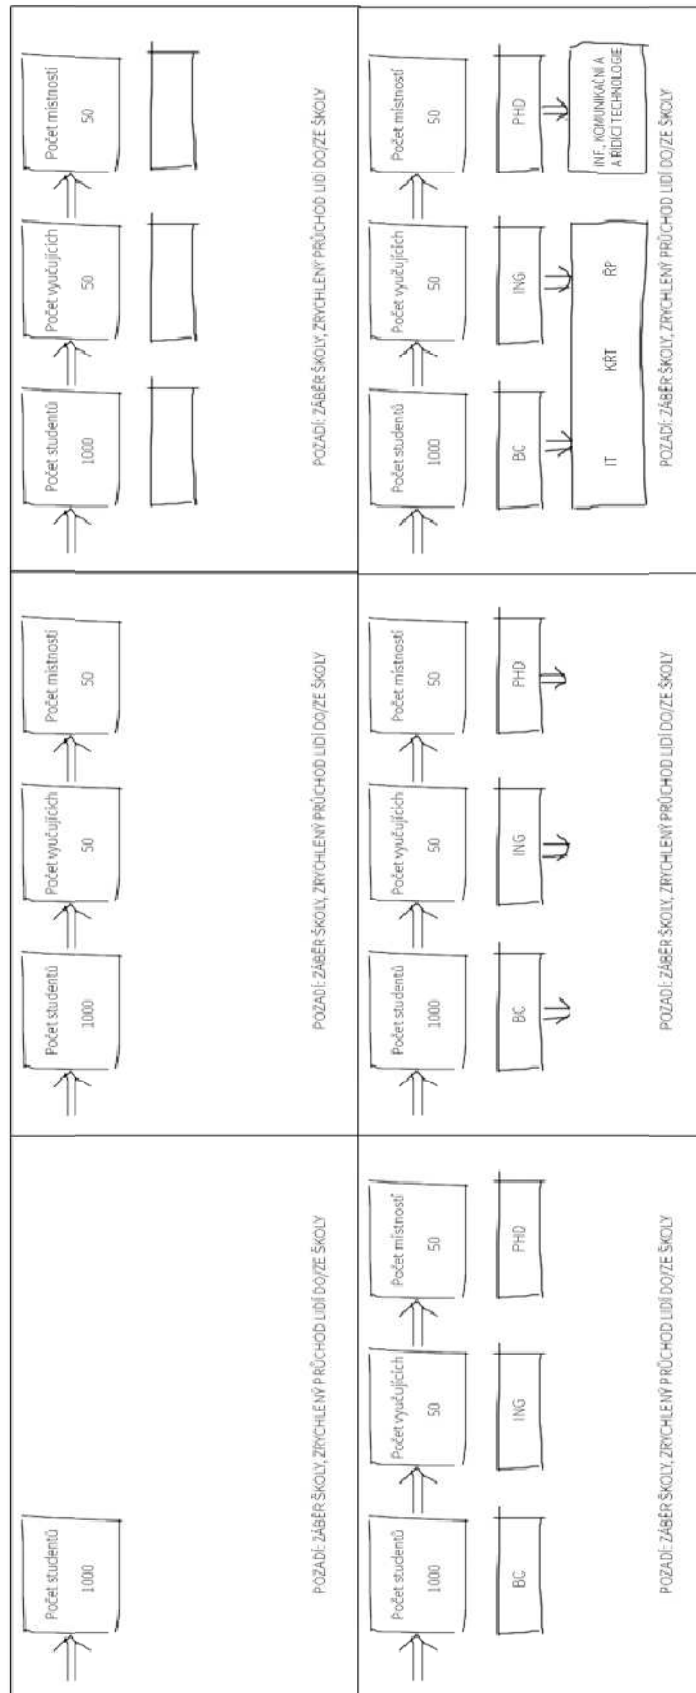 Počet studentů
1000
POZADÍ: ZÁBĚR ŠKOLY, ZRYCHLENÝ PRŮCHOD LIDÍ DO/ZE ŠKOLY
Počet studentů
1000
Počet vyučujících
50
Počet místností
50
POZADÍ: ZÁBĚR ŠKOLY, ZRYCHLENÝ PRŮCHOD LIDÍ DO/ZE ŠKOLY
Počet studentů
1000
Počet vyučujících
50
Počet místností
50
POZADÍ: ZÁBĚR ŠKOLY, ZRYCHLENÝ PRŮCHOD LIDÍ DO/ZE ŠKOLY
Počet studentů
1000
Počet vyučujících
50
Počet místností
50
BC
ING
PHD
POZADÍ: ZÁBĚR ŠKOLY, ZRYCHLENÝ PRŮCHOD LIDÍ DO/ZE ŠKOLY
Počet studentů
1000
Počet vyučujících
50
Počet místností
50
BC
ING
PHD
POZADÍ: ZÁBĚR ŠKOLY, ZRYCHLENÝ PRŮCHOD LIDÍ DO/ZE ŠKOLY
Počet studentů
1000
Počet vyučujících
50
Počet místností
50
BC
ING
PHD
IT KŘT ŘP
INF., KOMUNIKAČNÍ A
A ŘÍDÍCÍ TECHNOLOGIE
POZADÍ: ZÁBĚR ŠKOLY, ZRYCHLENÝ PRŮCHOD LIDÍ DO/ZE ŠKOLY